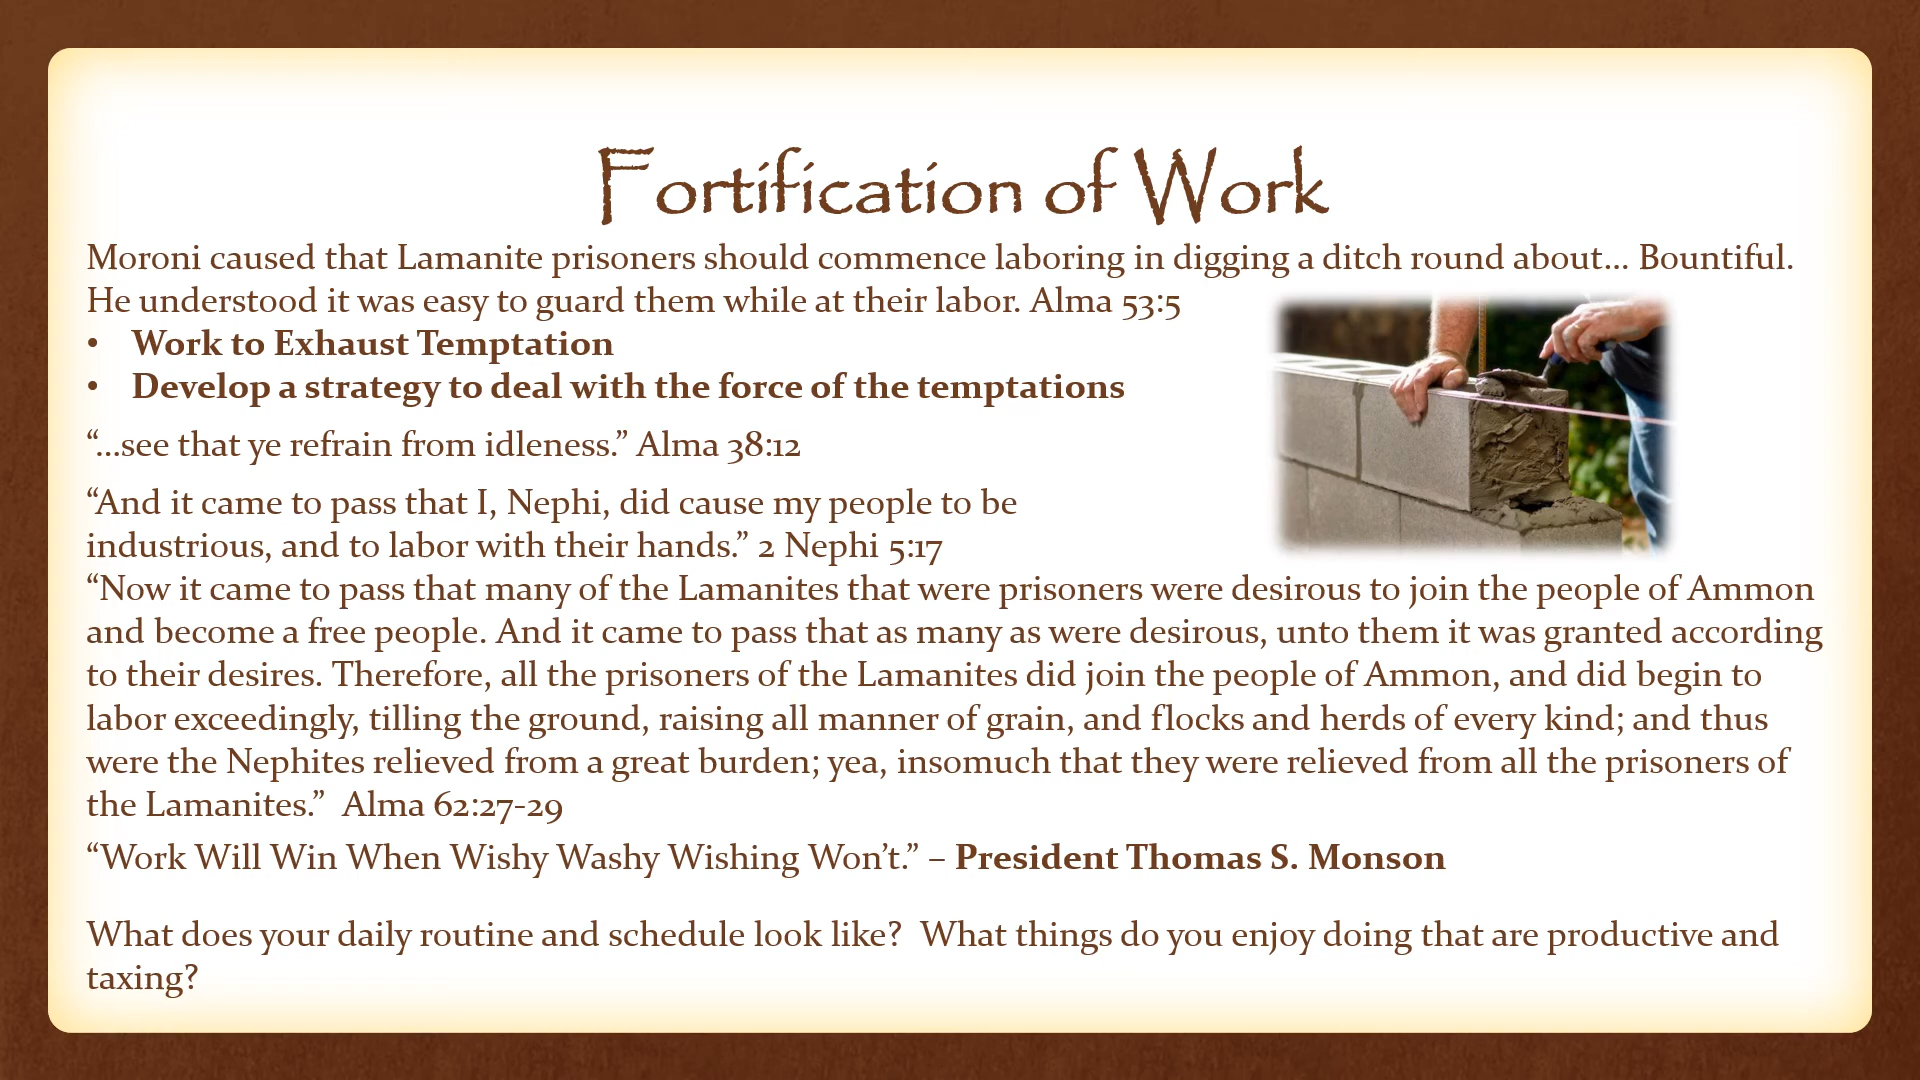 Fortification of Work
Moroni caused that Lamanite prisoners should commence laboring in digging a ditch round about… Bountiful.
He understood it was easy to guard them while at their labor. Alma 53:5
• Work to Exhaust Temptation
• Develop a strategy to deal with the force of the temptations
“…see that ye refrain from idleness.” Alma 38:12
“And it came to pass that I, Nephi, did cause my people to be
industrious, and to labor with their hands.” 2 Nephi 5:17
“Now it came to pass that many of the Lamanites that were prisoners were desirous to join the people of Ammon
and become a free people. And it came to pass that as many as were desirous, unto them it was granted according
to their desires. Therefore, all the prisoners of the Lamanites did join the people of Ammon, and did begin to
labor exceedingly, tilling the ground, raising all manner of grain, and flocks and herds of every kind; and thus
were the Nephites relieved from a great burden; yea, insomuch that they were relieved from all the prisoners of
the Lamanites.”  Alma 62:27-29
“Work Will Win When Wishy Washy Wishing Won’t.” – President Thomas S. Monson
What does your daily routine and schedule look like?  What things do you enjoy doing that are productive and
taxing?